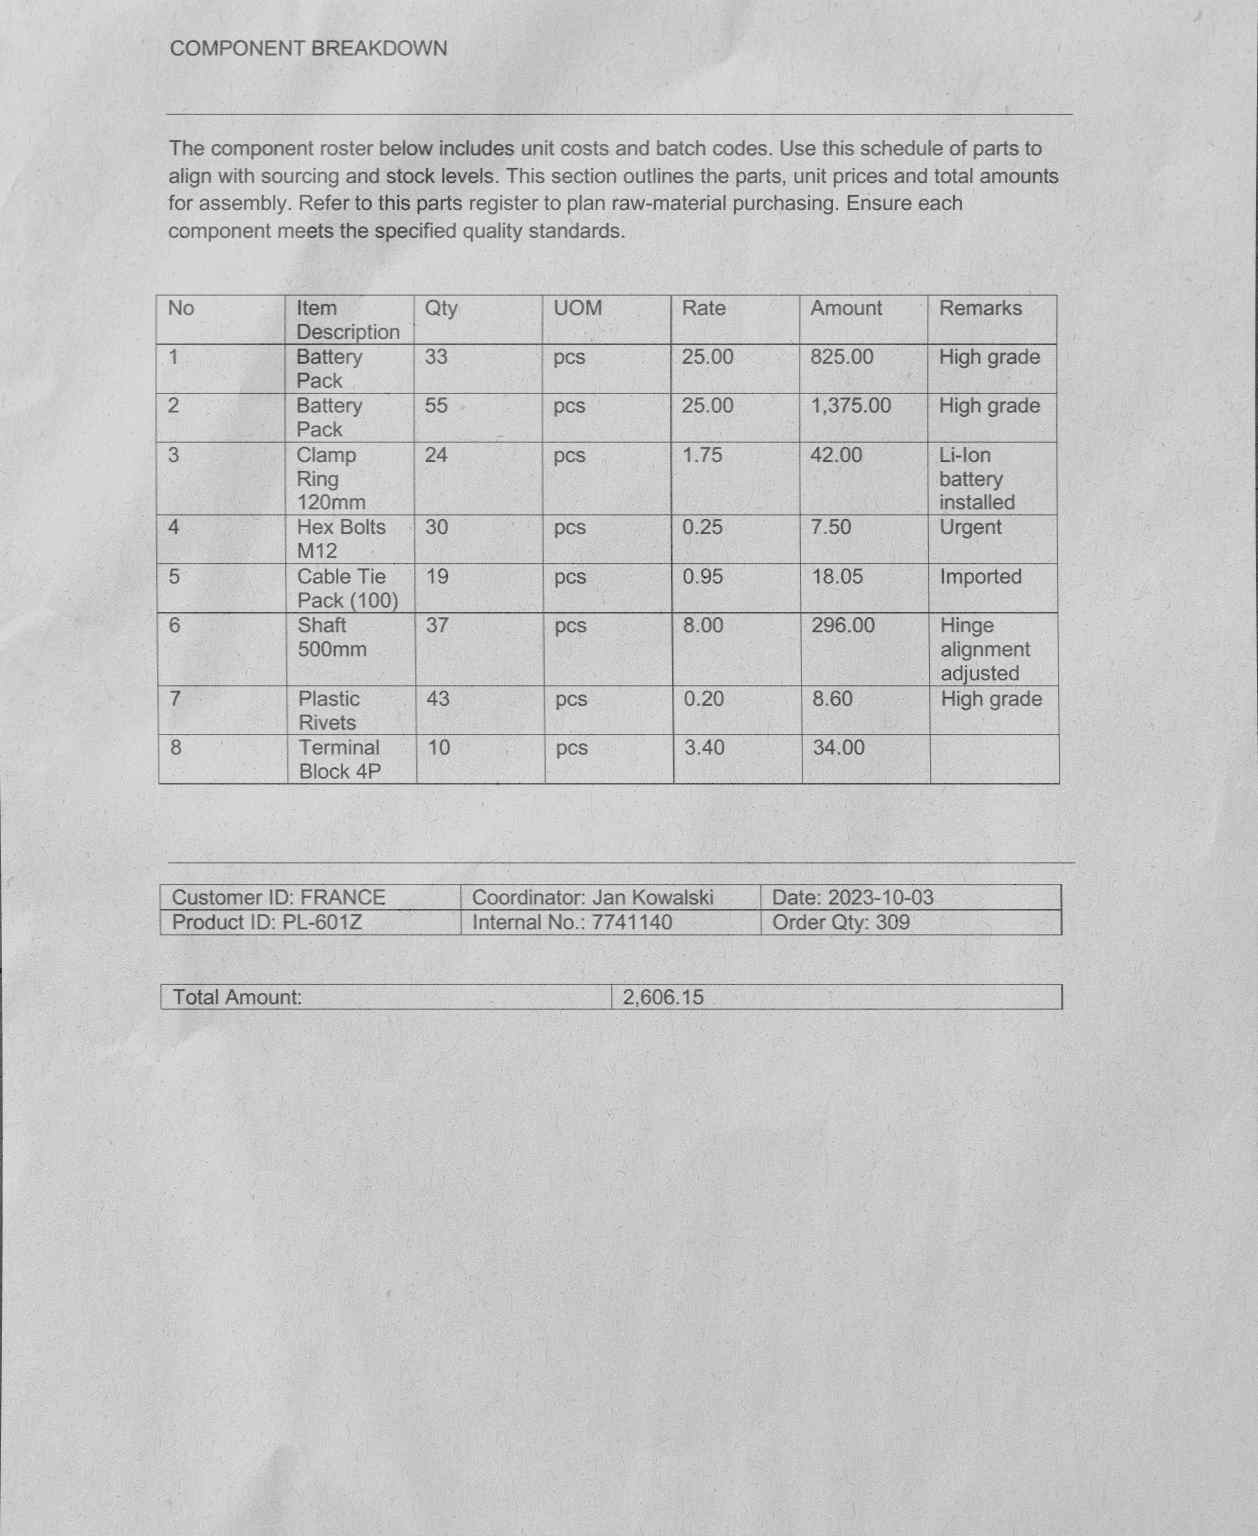 COMPONENT BREAKDOWN
The component roster below includes unit costs and batch codes. Use this schedule of parts to
align with sourcing and stock levels. This section outlines the parts, unit prices and total amounts
for assembly. Refer to this parts register to plan raw-material purchasing. Ensure each
component meets the specified quality standards.
No Item Description Qty UOM Rate Amount Remarks
1 Battery Pack 33 pcs 25.00 825.00 High grade
2 Battery Pack 55 pcs 25.00 1,375.00 High grade
3 Clamp Ring 120mm 24 pcs 1.75 42.00 Li-Ion battery installed
4 Hex Bolts M12 30 pcs 0.25 7.50 Urgent
5 Cable Tie Pack (100) 19 pcs 0.95 18.05 Imported
6 Shaft 500mm 37 pcs 8.00 296.00 Hinge alignment adjusted
7 Plastic Rivets 43 pcs 0.20 8.60 High grade
8 Terminal Block 4P 10 pcs 3.40 34.00
Customer ID: FRANCE Coordinator: Jan Kowalski Date: 2023-10-03
Product ID: PL-601Z Internal No.: 7741140 Order Qty: 309
Total Amount: 2,606.15